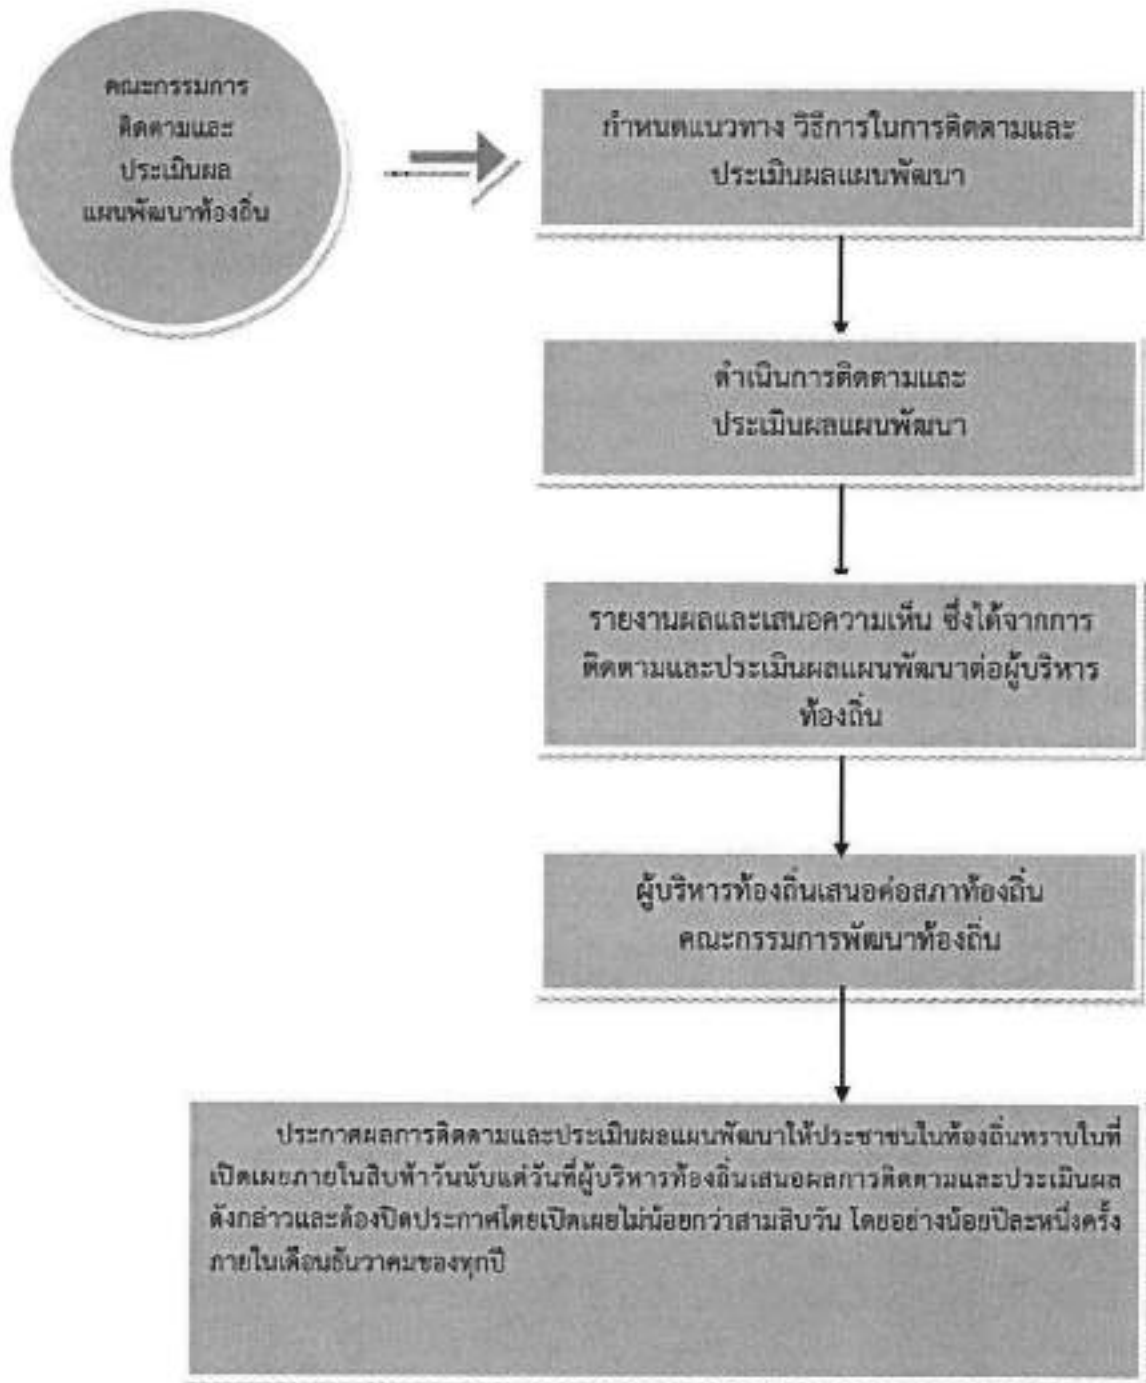 คณะกรรมการ
ติดตามและ
ประเมินผล
แผนพัฒนาท้องถิ่น
กำหนดแนวทาง วิธีการในการติดตามและ
ประเมินผลแผนพัฒนา
ดำเนินการติดตามและ
ประเมินผลแผนพัฒนา
รายงานผลและเสนอความเห็น ซึ่งได้จากการ
ติดตามและประเมินผลแผนพัฒนาต่อผู้บริหาร
ท้องถิ่น
ผู้บริหารท้องถิ่นเสนอต่อสภาท้องถิ่น
คณะกรรมการพัฒนาท้องถิ่น
ประกาศผลการติดตามและประเมินผลแผนพัฒนาให้ประชาชนในท้องถิ่นทราบในที่
เปิดเผยภายในสิบห้าวันนับแต่วันที่ผู้บริหารท้องถิ่นเสนอผลการติดตามและประเมินผล
ดังกล่าวและต้องปิดประกาศโดยเปิดเผยไม่น้อยกว่าสามสิบวัน โดยอย่างน้อยปีละหนึ่งครั้ง
ภายในเดือนธันวาคมของทุกปี